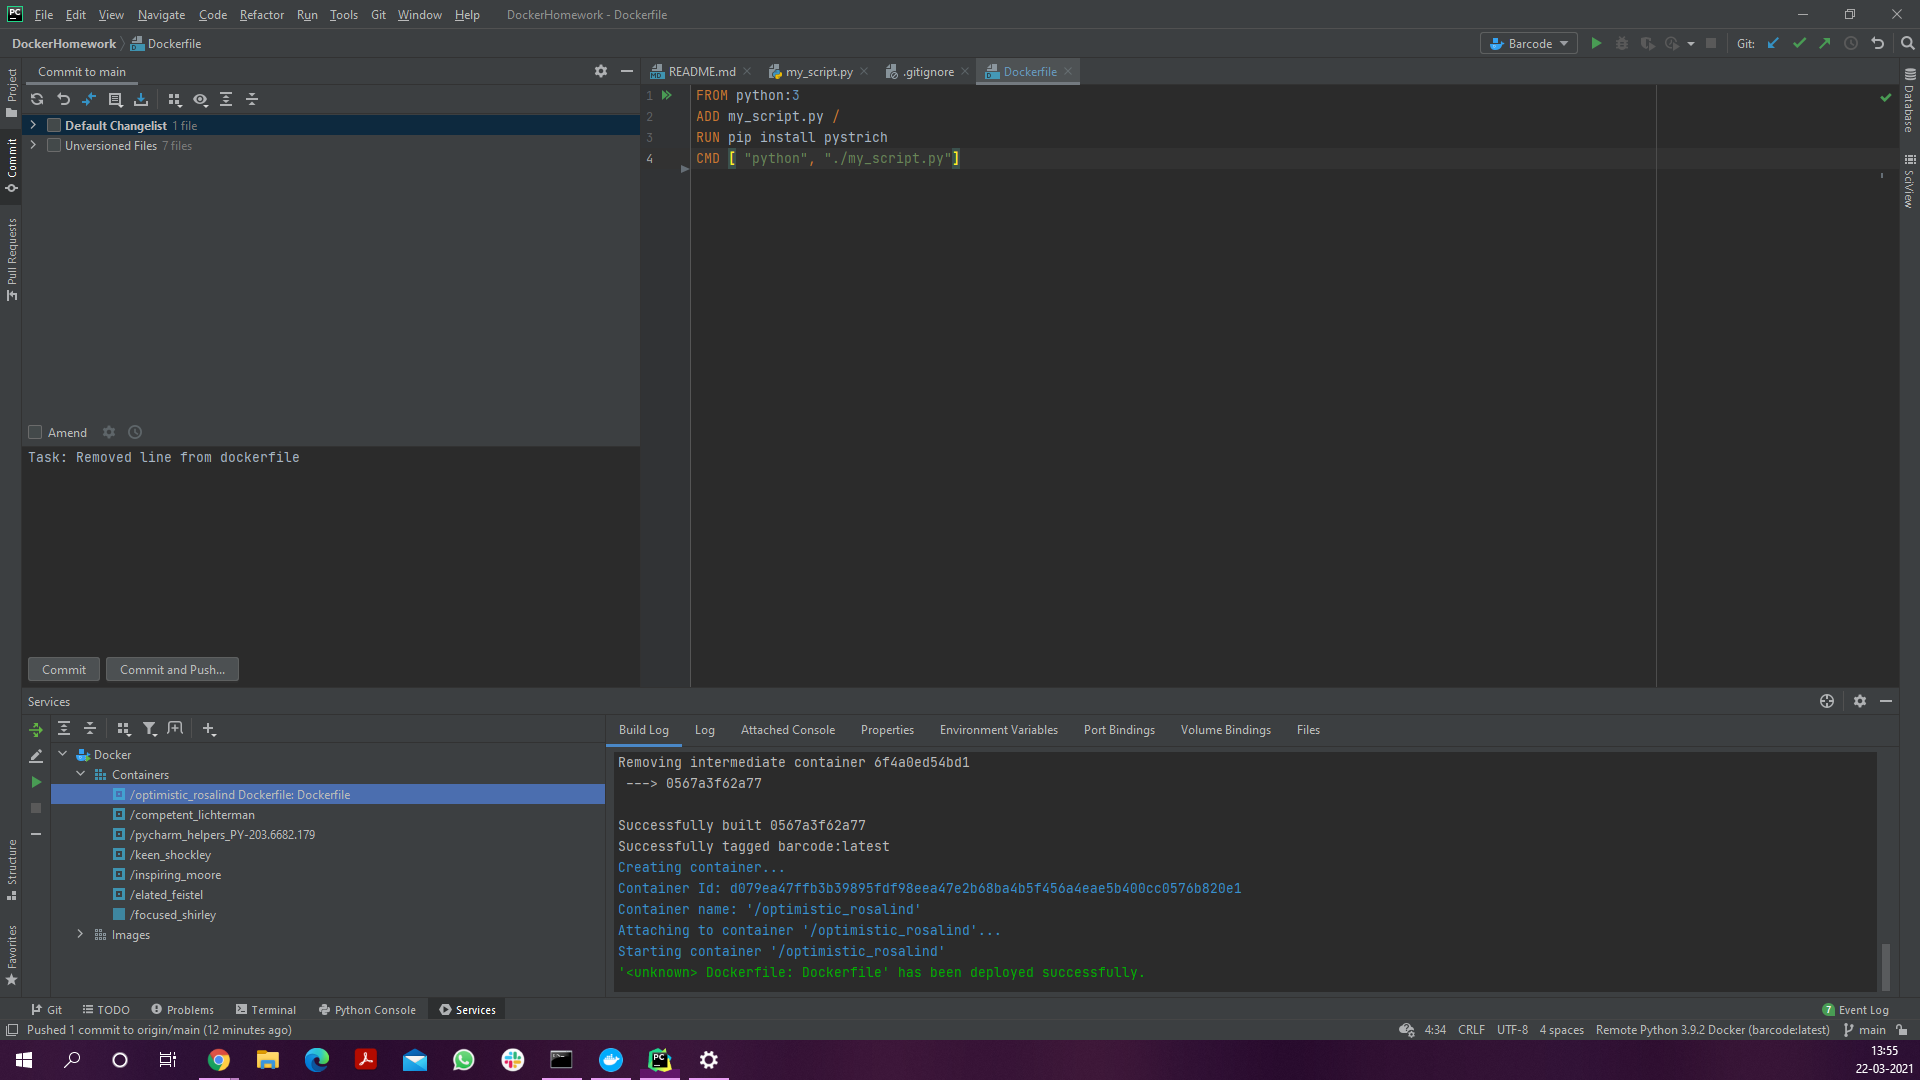 PC File Edit View Navigate Code Refactor Run Tools Git Window Help DockerHomework - Dockerfile
DockerHomework Dockerfile Barcode Git:
Project
Commit
Pull Requests
Structure
Favorites
Commit to main
Default Changelist 1 file
Unversioned Files 7 files
Amend
Task: Removed line from dockerfile
Commit Commit and Push...
README.md my_script.py .gitignore Dockerfile
1 FROM python:3
2 ADD my_script.py /
3 RUN pip install pystrich
4 CMD [ "python", "./my_script.py"]
Database
SciView
Services
Docker
Containers
/optimistic_rosalind Dockerfile: Dockerfile
/competent_lichterman
/pycharm_helpers_PY-203.6682.179
/keen_shockley
/inspiring_moore
/elated_feistel
/focused_shirley
Images
Build Log Log Attached Console Properties Environment Variables Port Bindings Volume Bindings Files
Removing intermediate container 6f4a0ed54bd1
---> 0567a3f62a77
Successfully built 0567a3f62a77
Successfully tagged barcode:latest
Creating container...
Container Id: d079ea47ffb3b39895fdf98eea47e2b68ba4b5f456a4eae5b400cc0576b820e1
Container name: '/optimistic_rosalind'
Attaching to container '/optimistic_rosalind'...
Starting container '/optimistic_rosalind'
'<unknown> Dockerfile: Dockerfile' has been deployed successfully.
Git TODO Problems Terminal Python Console Services 7 Event Log
Pushed 1 commit to origin/main (12 minutes ago) 4:34 CRLF UTF-8 4 spaces Remote Python 3.9.2 Docker (barcode:latest) main
PC
13:55
22-03-2021